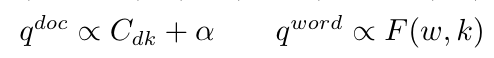 q^{doc} ∝ C_{dk} + α q^{word} ∝ F(w, k)